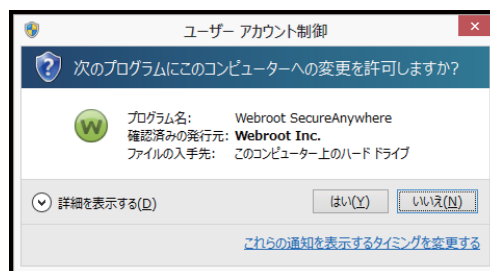 ユーザー アカウント制御
次のプログラムにこのコンピューターへの変更を許可しますか?
プログラム名: Webroot SecureAnywhere
確認済みの発行元: Webroot Inc.
ファイルの入手先: このコンピューター上のハード ドライブ
詳細を表示する(D) はい(Y) いいえ(N)
これらの通知を表示するタイミングを変更する